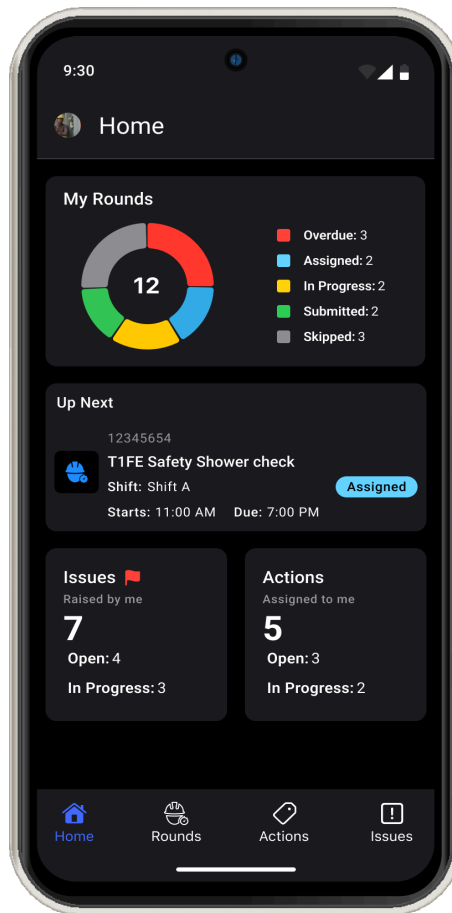 9:30
Home
My Rounds
12
Overdue: 3
Assigned: 2
In Progress: 2
Submitted: 2
Skipped: 3
Up Next
12345654
T1FE Safety Shower check
Shift: Shift A
Assigned
Starts: 11:00 AM Due: 7:00 PM
Issues
Raised by me
7
Open: 4
In Progress: 3
Actions
Assigned to me
5
Open: 3
In Progress: 2
Home Rounds Actions Issues